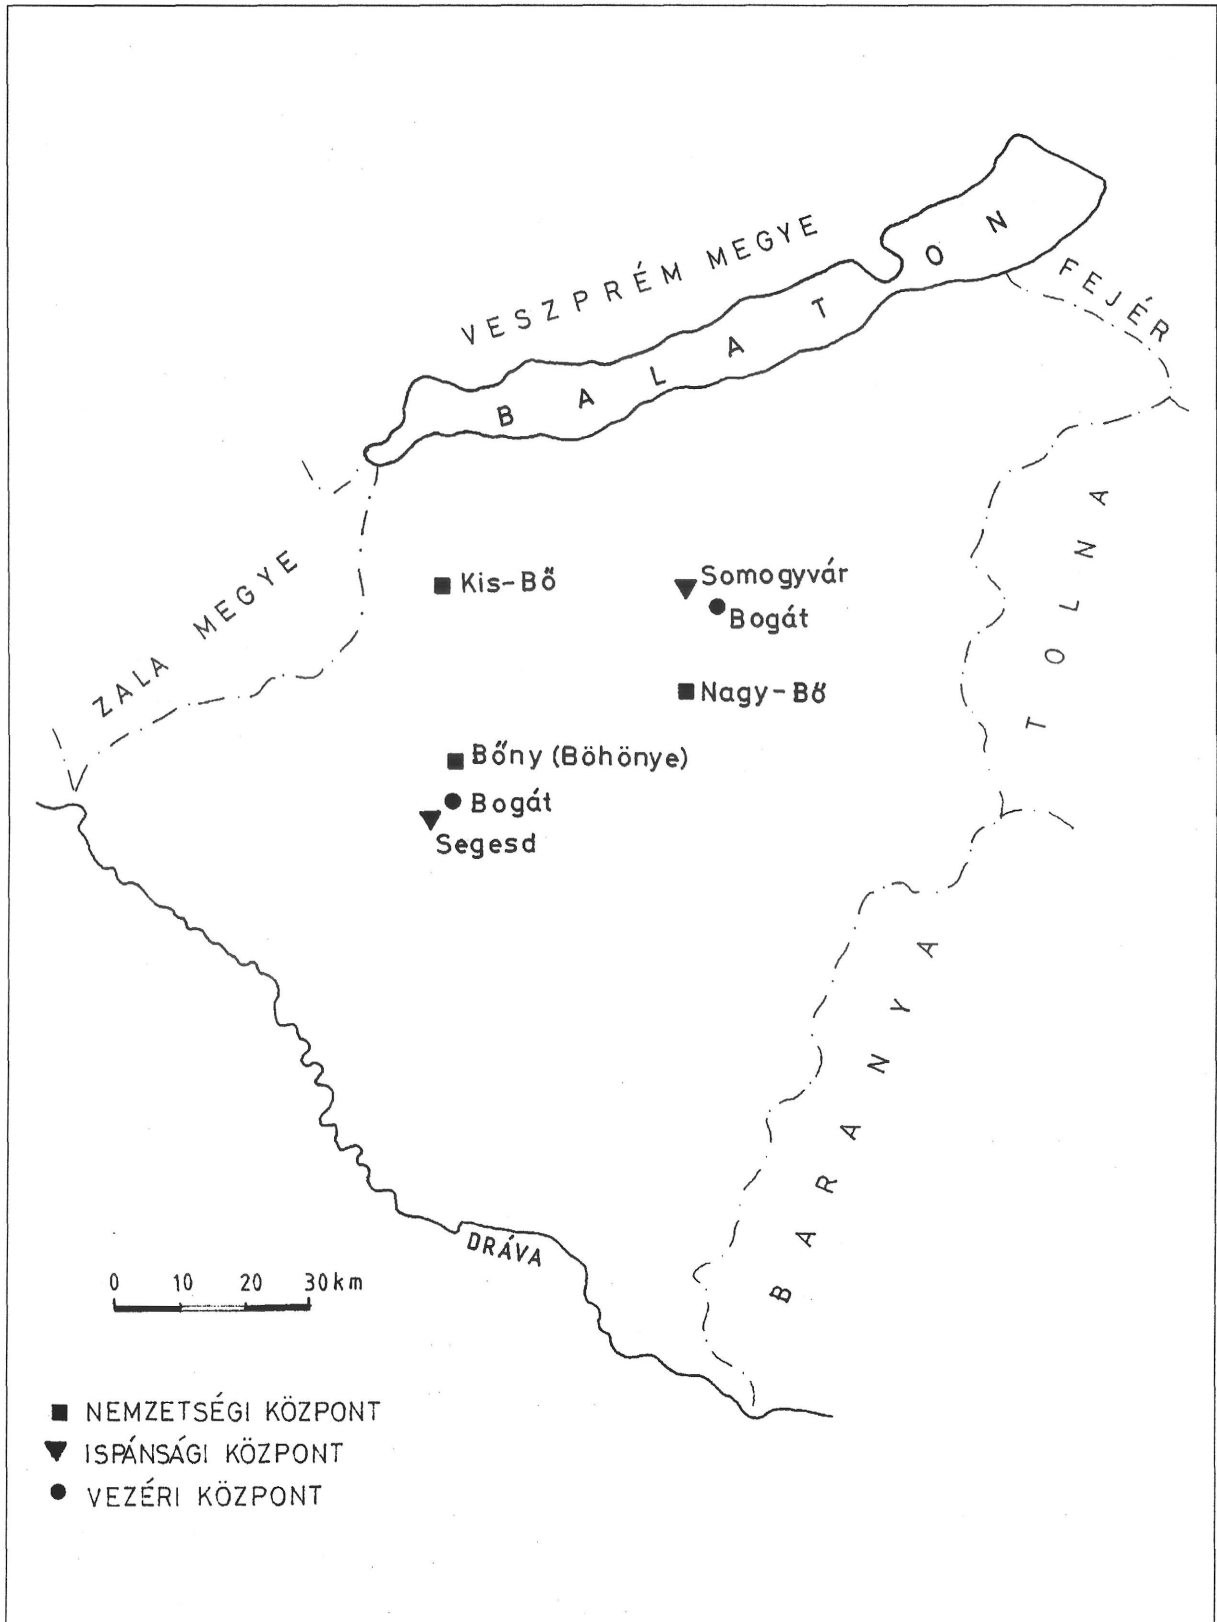 VESZPRÉM MEGYE
BALATON
FEJÉR
ZALA MEGYE
TOLNA
Kis-Bő
Somogyvár
Bogát
Nagy-Bő
Bőny (Böhönye)
Bogát
Segesd
BARANYA
DRÁVA
0 10 20 30km
NEMZETSÉGI KÖZPONT
ISPÁNSÁGI KÖZPONT
VEZÉRI KÖZPONT